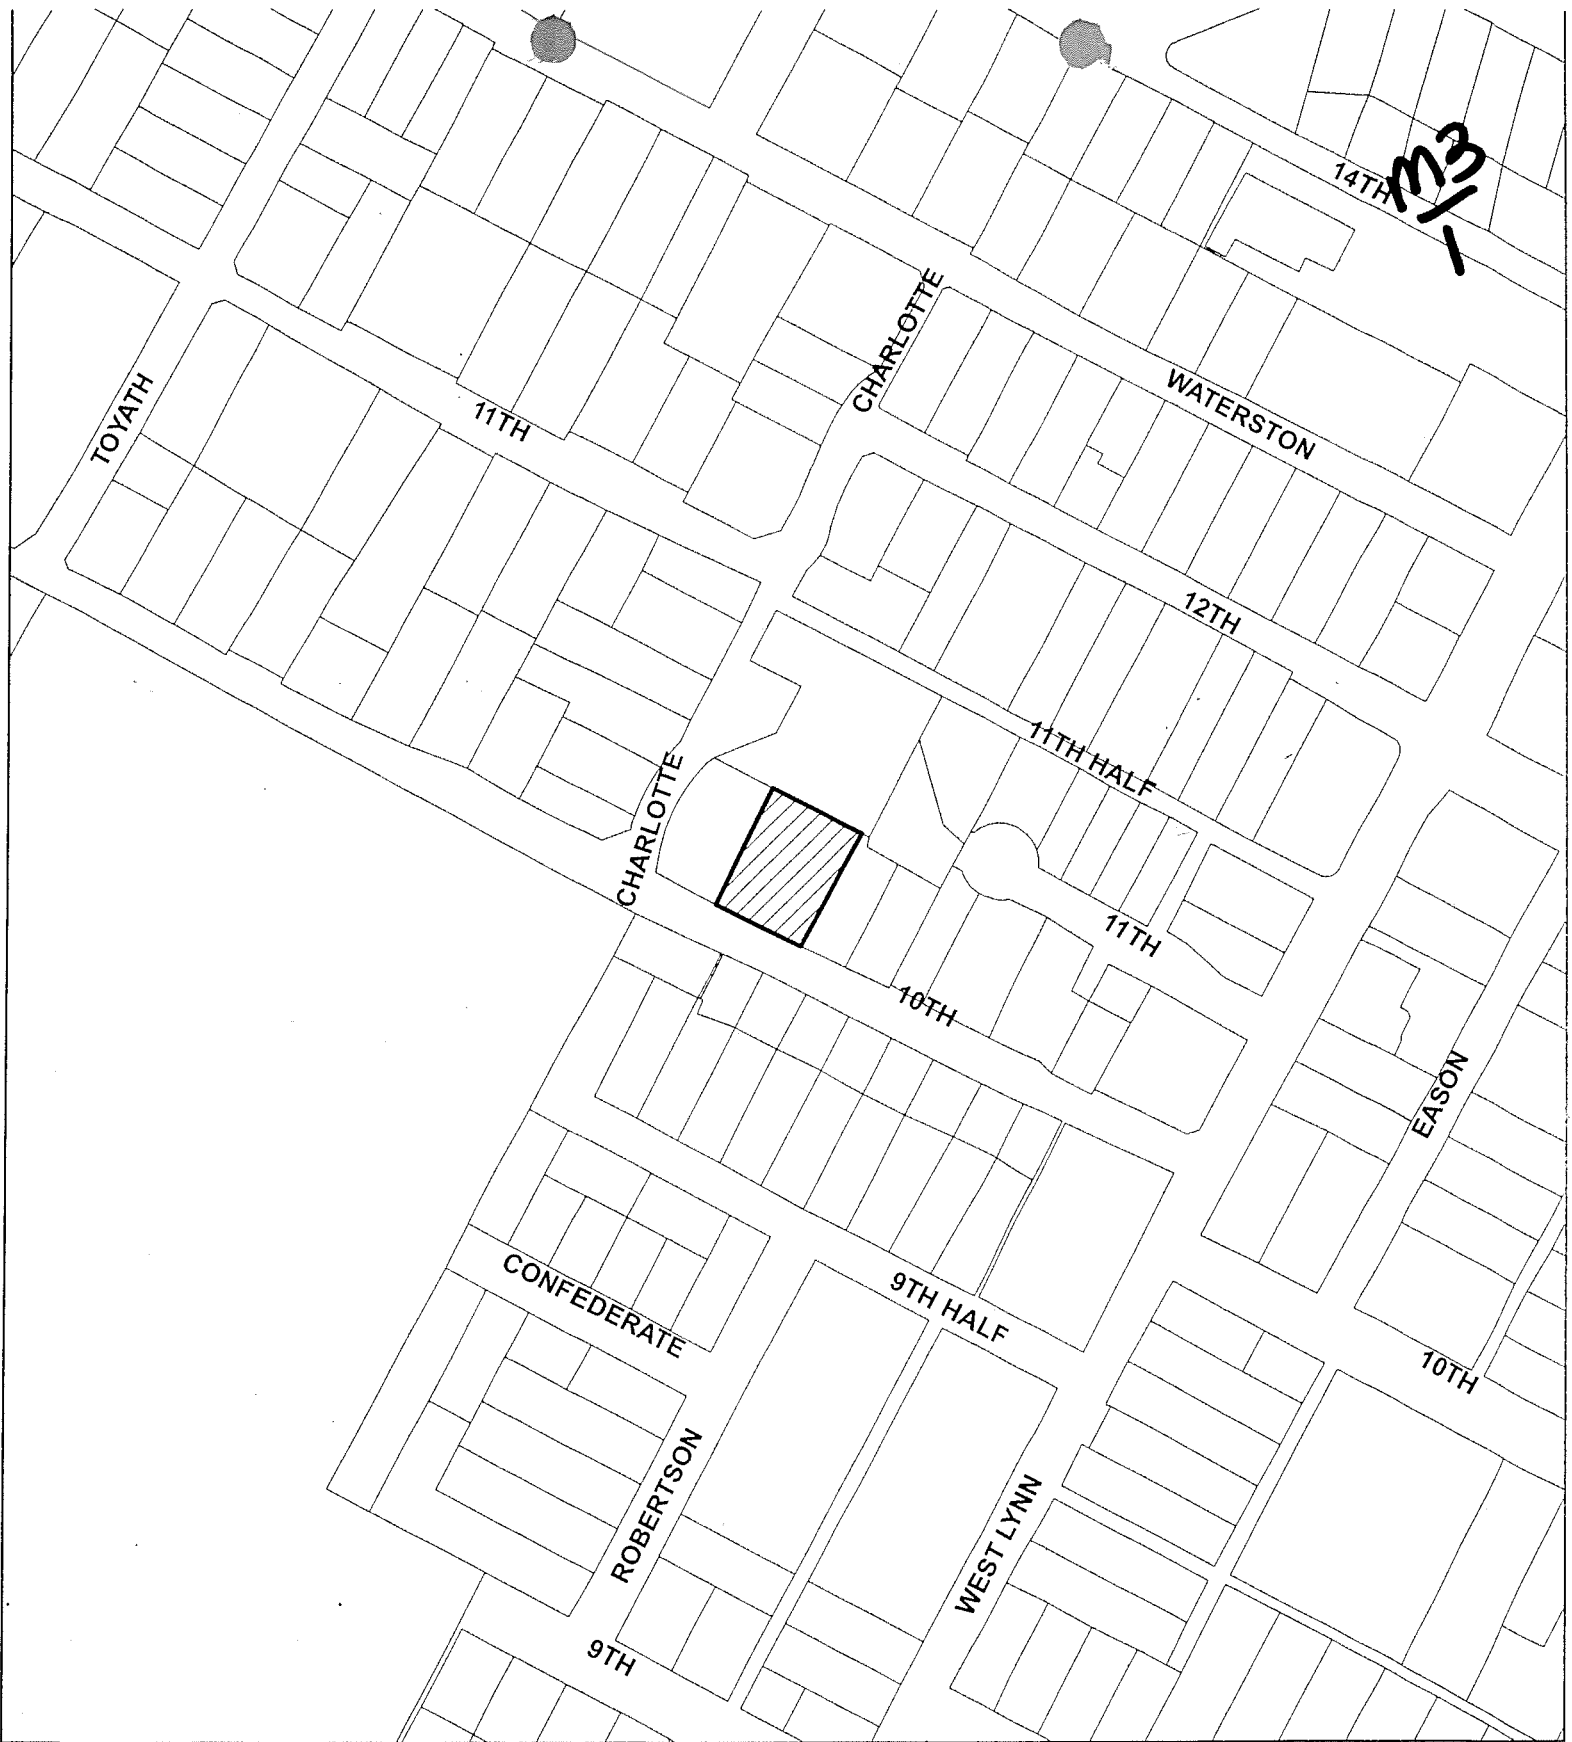 14TH
M3
1
CHARLOTTE
WATERSTON
TOYATH
11TH
12TH
11TH HALF
CHARLOTTE
11TH
10TH
EASON
CONFEDERATE
9TH HALF
10TH
ROBERTSON
WEST LYNN
9TH